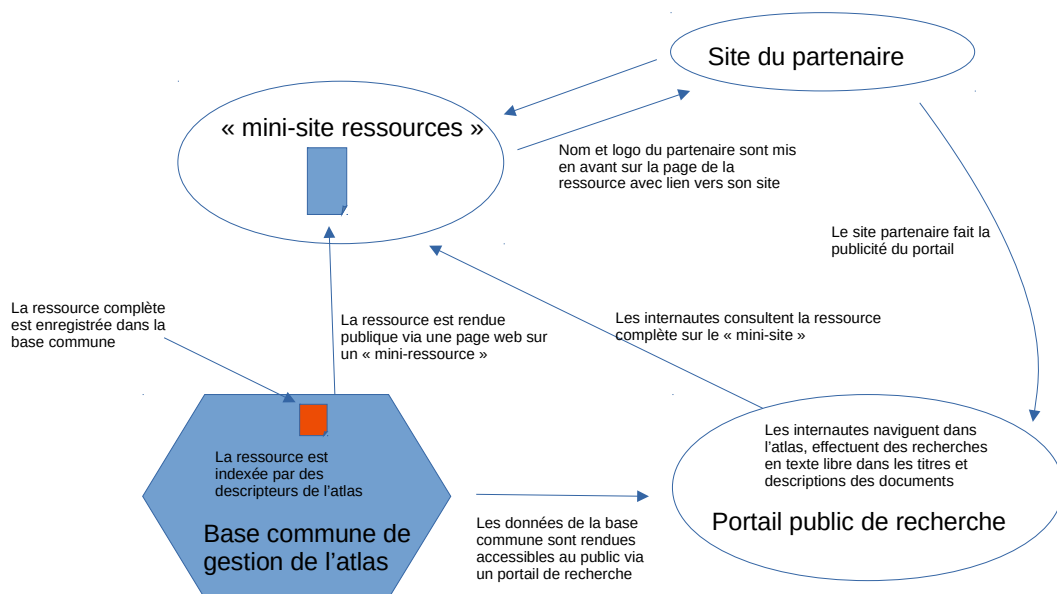 Site du partenaire
« mini-site ressources »
Nom et logo du partenaire sont mis
en avant sur la page de la
ressource avec lien vers son site
Le site partenaire fait la
publicité du portail
La ressource complète
est enregistrée dans la
base commune
La ressource est rendue
publique via une page web sur
un « mini-ressource »
Les internautes consultent la ressource
complète sur le « mini-site »
La ressource est
indexée par des
descripteurs de l'atlas
Base commune de
gestion de l'atlas
Les données de la base
commune sont rendues
accessibles au public via
un portail de recherche
Les internautes naviguent dans
l'atlas, effectuent des recherches
en texte libre dans les titres et
descriptions des documents
Portail public de recherche